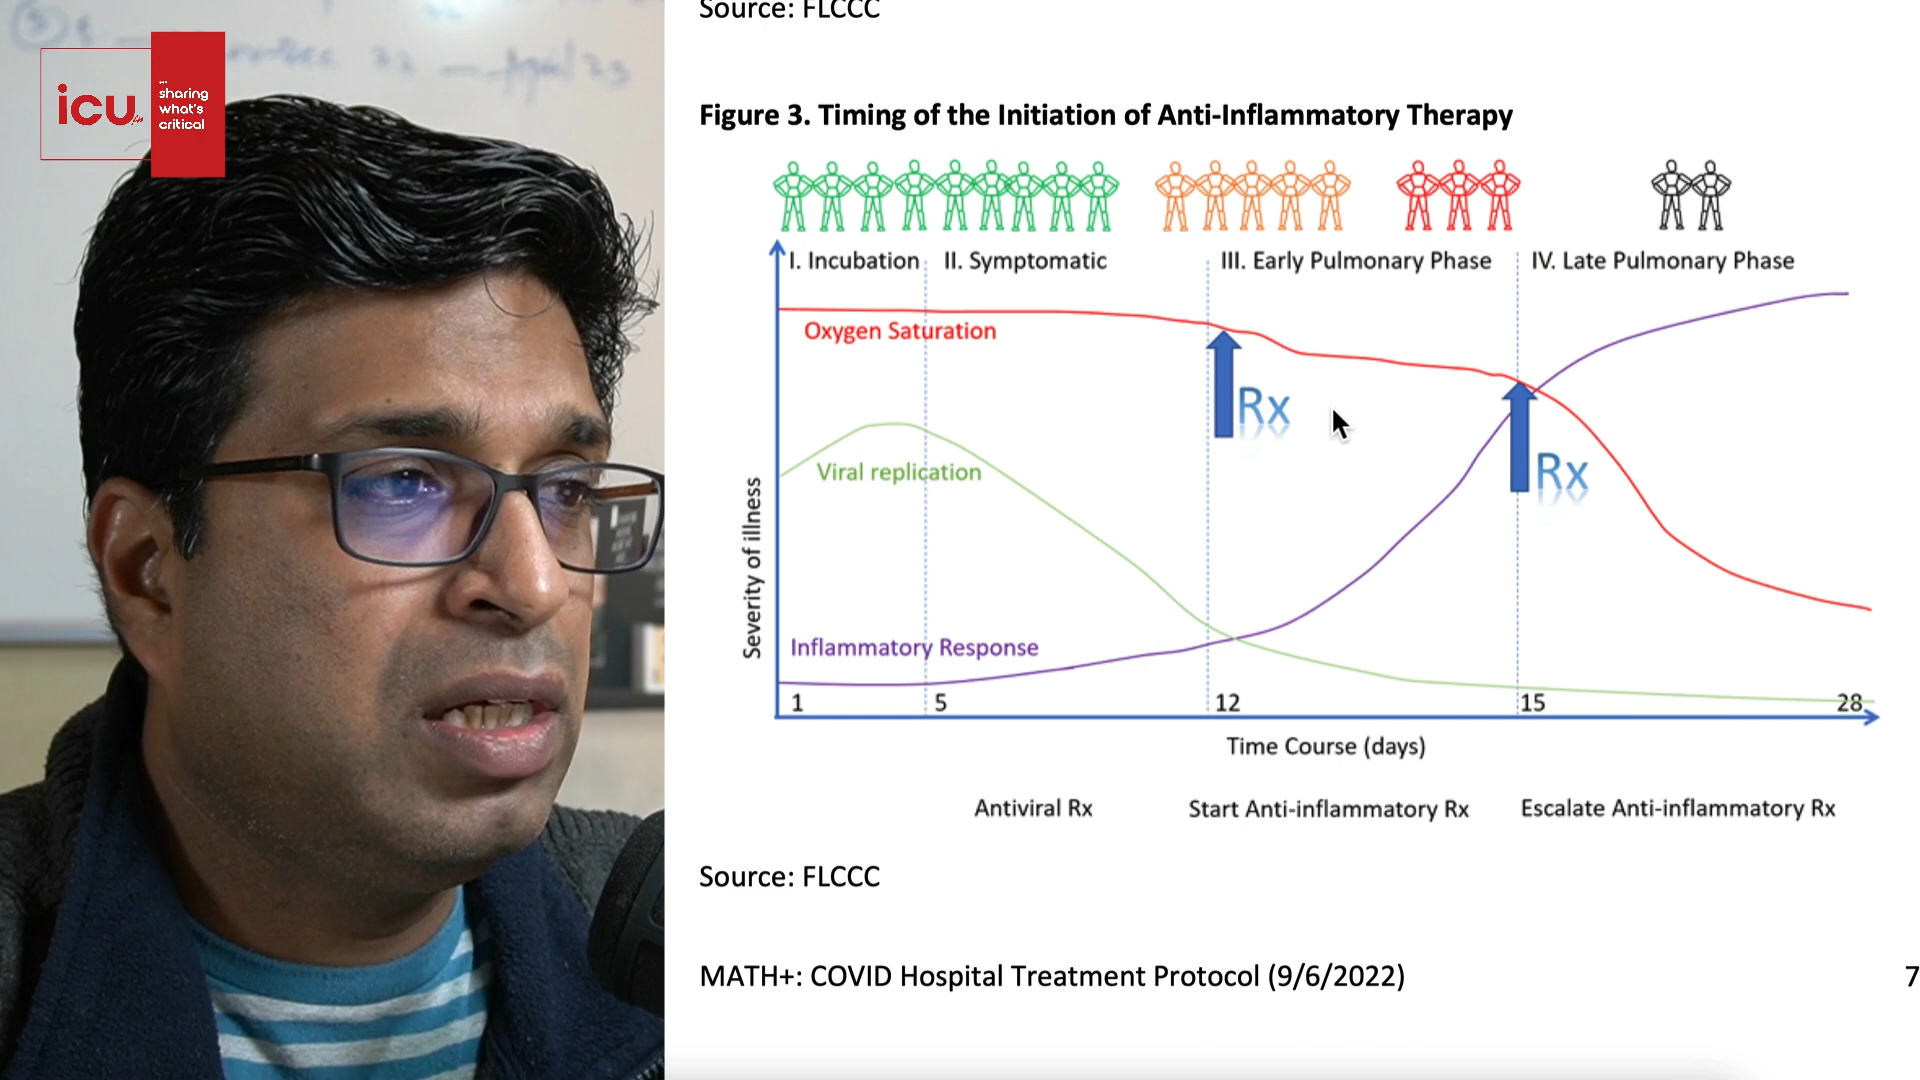 22 — April 23
icu
sharing
what's
critical
Source: FLCCC
Figure 3. Timing of the Initiation of Anti-Inflammatory Therapy
I. Incubation II. Symptomatic III. Early Pulmonary Phase IV. Late Pulmonary Phase
Oxygen Saturation
Rx
Rx
Viral replication
Inflammatory Response
Severity of illness
1 5 12 15 28
Time Course (days)
Antiviral Rx Start Anti-inflammatory Rx Escalate Anti-inflammatory Rx
Source: FLCCC
MATH+: COVID Hospital Treatment Protocol (9/6/2022) 7